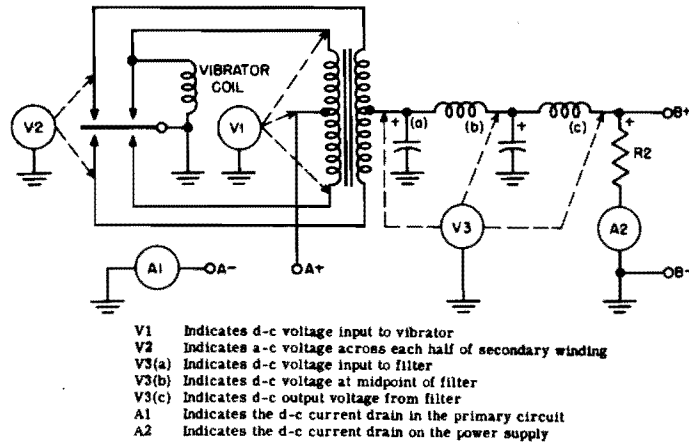 VIBRATOR
COIL
V2
V1
+
(a)
(b)
+
(c)
+
B+
R2
V3
A2
A1
A-
A+
B-
V1 Indicates d-c voltage input to vibrator
V2 Indicates a-c voltage across each half of secondary winding
V3(a) Indicates d-c voltage input to filter
V3(b) Indicates d-c voltage at midpoint of filter
V3(c) Indicates d-c output voltage from filter
A1 Indicates the d-c current drain in the primary circuit
A2 Indicates the d-c current drain on the power supply